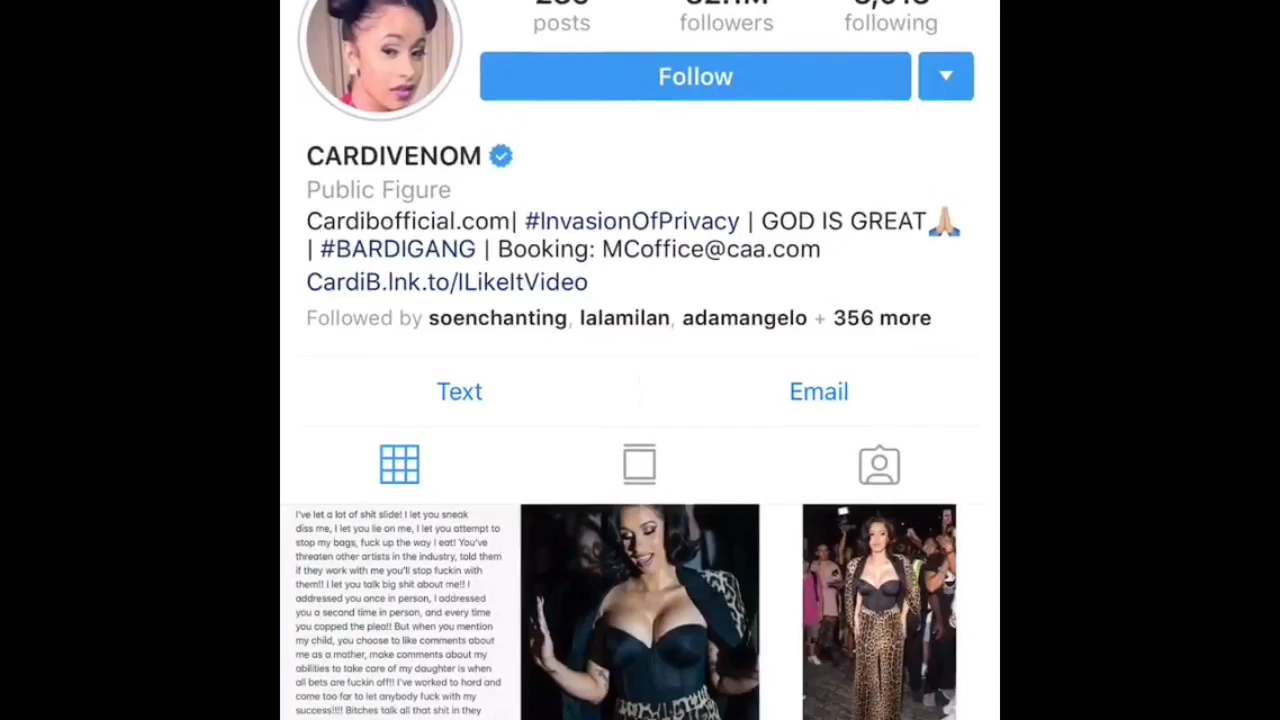 posts
followers
following
Follow
CARDIVENOM
Public Figure
Cardibofficial.com| #InvasionOfPrivacy | GOD IS GREAT🙏🏼
| #BARDIGANG | Booking: MCoffice@caa.com
CardiB.lnk.to/ILikeItVideo
Followed by soenchanting, lalamilan, adamangelo + 356 more
Text
Email
I've let a lot of shit slide! I let you sneak
diss me, I let you lie on me, I let you attempt to
stop my bags, fuck up the way I eat! You've
threaten other artists in the industry, told them
if they work with me you'll stop fuckin with
them!! I let you talk big shit about me!! I
addressed you once in person, I addressed
you a second time in person, and every time
you copped the plea!! But when you mention
my child, you choose to like comments about
me as a mother, make comments about my
abilities to take care of my daughter is when
all bets are fuckin off!! I've worked to hard and
come too far to let anybody fuck with my
success!!!! Bitches talk all that shit in they